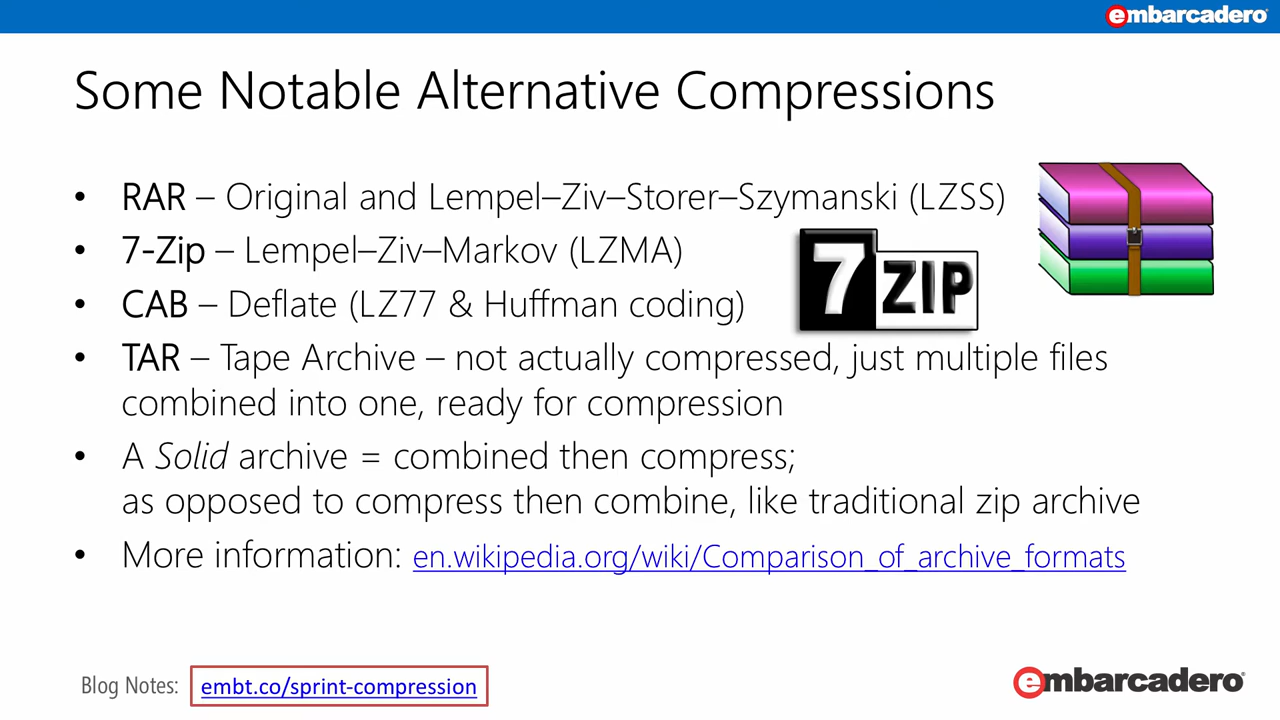 embarcadero
Some Notable Alternative Compressions
• RAR – Original and Lempel–Ziv–Storer–Szymanski (LZSS)
• 7-Zip – Lempel–Ziv–Markov (LZMA)
7 ZIP
• CAB – Deflate (LZ77 & Huffman coding)
• TAR – Tape Archive – not actually compressed, just multiple files
combined into one, ready for compression
• A Solid archive = combined then compress;
as opposed to compress then combine, like traditional zip archive
• More information: en.wikipedia.org/wiki/Comparison_of_archive_formats
Blog Notes: embt.co/sprint-compression
embarcadero